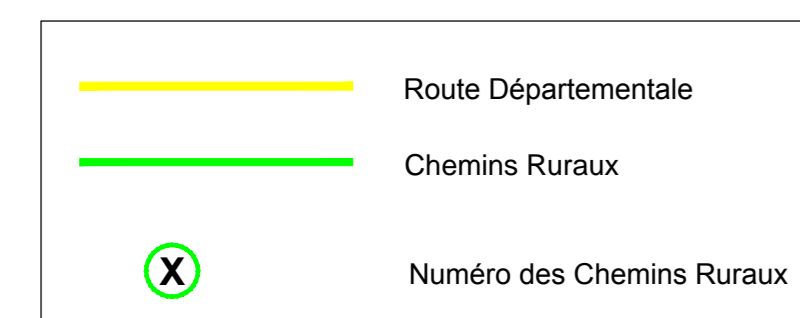 Route Départementale
Chemins Ruraux
X Numéro des Chemins Ruraux